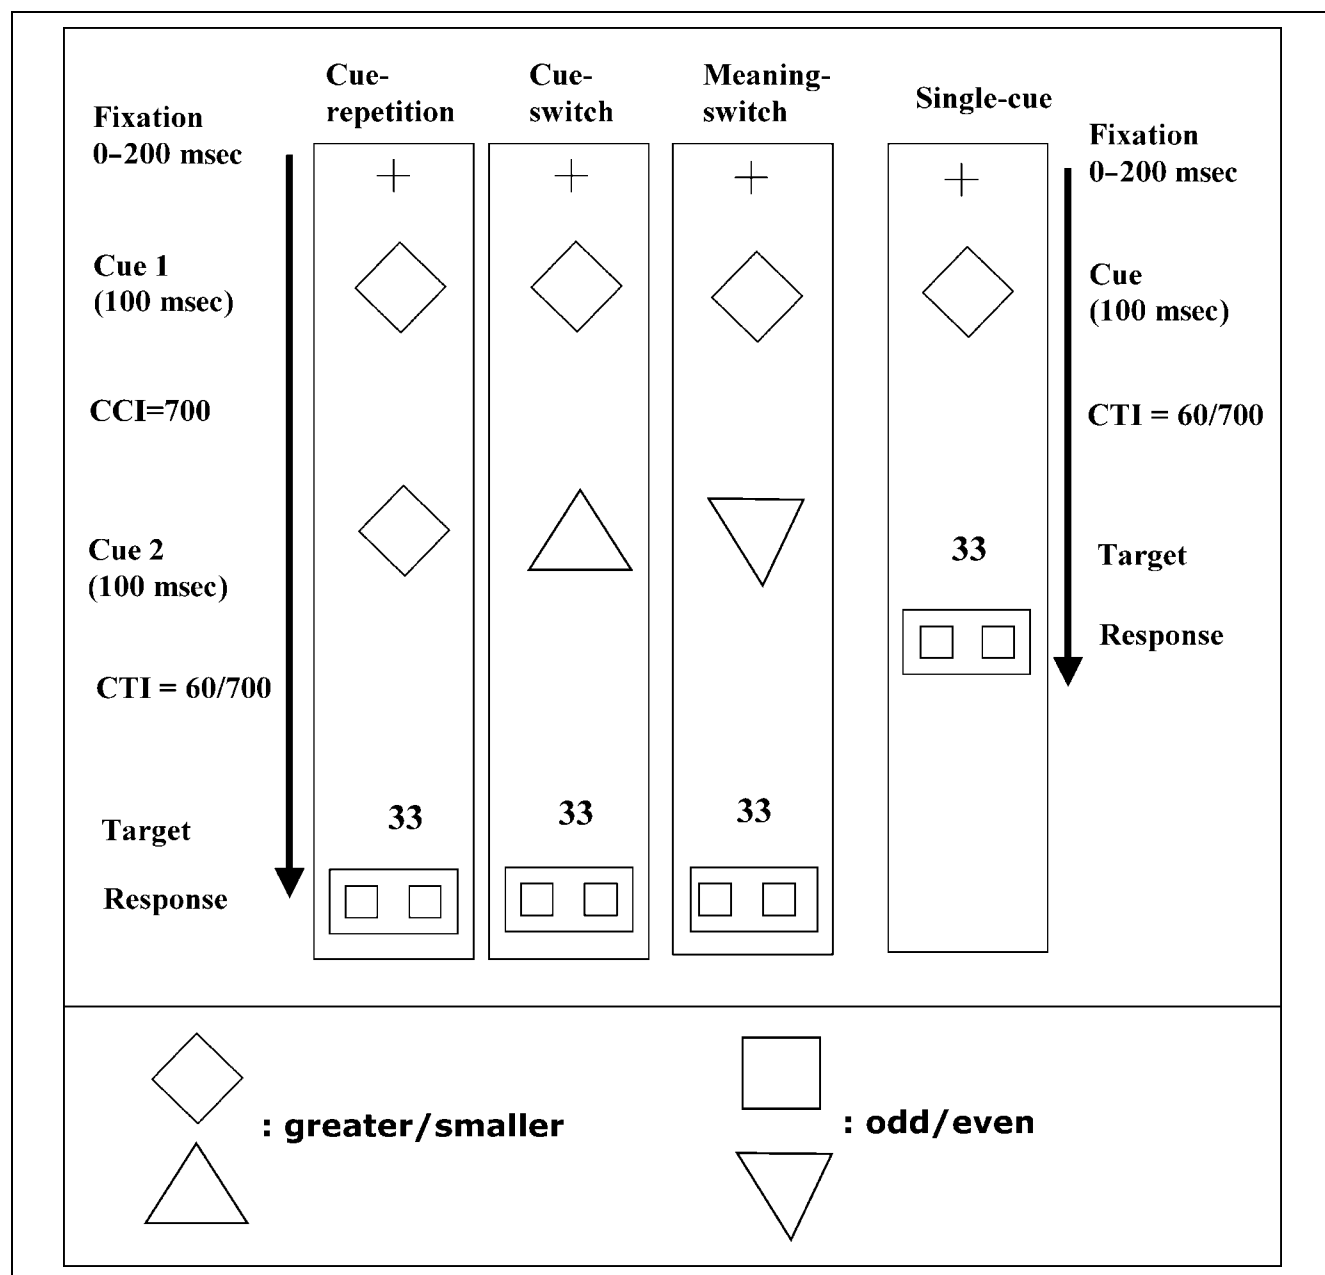 Cue-
repetition
Cue-
switch
Meaning-
switch
Single-cue
Fixation
0–200 msec
Cue 1
(100 msec)
CCI=700
Cue 2
(100 msec)
CTI = 60/700
Target
Response
33
33
33
33
Fixation
0–200 msec
Cue
(100 msec)
CTI = 60/700
Target
Response
: greater/smaller
: odd/even